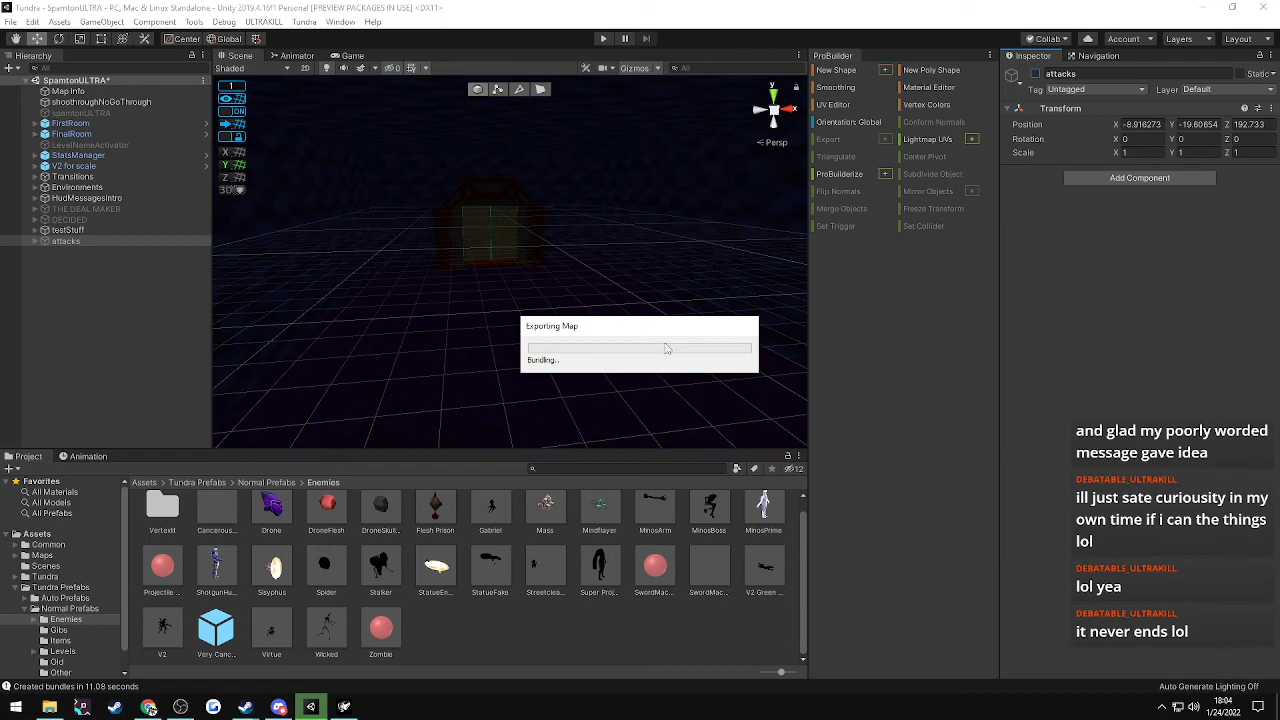 Tundra - SpamtonULTRA - PC, Mac & Linux Standalone - Unity 2019.4.16f1 Personal [PREVIEW PACKAGES IN USE] <DX11>
File Edit Assets GameObject Component Tools Debug ULTRAKILL Tundra Window Help
Center Global Collab Account Layers Layout
Hierarchy Scene Animator Game ProBuilder Inspector Navigation
All Shaded 0 Gizmos All
SpamtonULTRA*
Map Info
shoothroughNoGoThrough
spamtonULTRA
FirstRoom
FinalRoom
LevelNameActivator
StatsManager
V2 for scale
Transitions
Environments
HudMessagesIntro
THE DEAL MAKER
DECIDED
testStuff
attacks
1
ON
X
Y
Z
3D
y
x
Persp
New Shape New Poly Shape
Smoothing Material Editor
UV Editor Vertex Colors
Orientation: Global Conform Normals
Export Lightmap UVs
Triangulate Center Pivot
ProBuilderize Subdivide Object
Flip Normals Mirror Objects
Merge Objects Freeze Transform
Set Trigger Set Collider
attacks Static
Tag Untagged Layer Default
Transform
Position X -8.916273 Y -19.60654 Z 192.733
Rotation X 0 Y 0 Z 0
Scale X 1 Y 1 Z 1
Add Component
Exporting Map
Bundling..
Project Animation
12
Favorites
All Materials
All Models
All Prefabs
Assets
Common
Maps
Scenes
Tundra
Tundra Prefabs
Auto Prefabs
Normal Prefabs
Enemies
Gibs
Items
Levels
Old
Other
Assets > Tundra Prefabs > Normal Prefabs > Enemies
Vertexlit Cancerous... Drone DroneFlesh DroneSkull... Flesh Prison Gabriel Mass Mindflayer MinosArm MinosBoss MinosPrime
Projectile ... ShotgunHu... Sisyphus Spider Stalker StatueEn... StatueFake Streetclea... Super Proj... SwordMac... SwordMac... V2 Green ...
V2 Very Canc... Virtue Wicked Zombie
and glad my poorly worded
message gave idea
DEBATABLE_ULTRAKILL
ill just sate curiousity in my
own time if i can the things
lol
DEBATABLE_ULTRAKILL
lol yea
DEBATABLE_ULTRAKILL
it never ends lol
Created bundles in 11.08 seconds
Auto Generate Lighting Off
18:04
1/24/2022